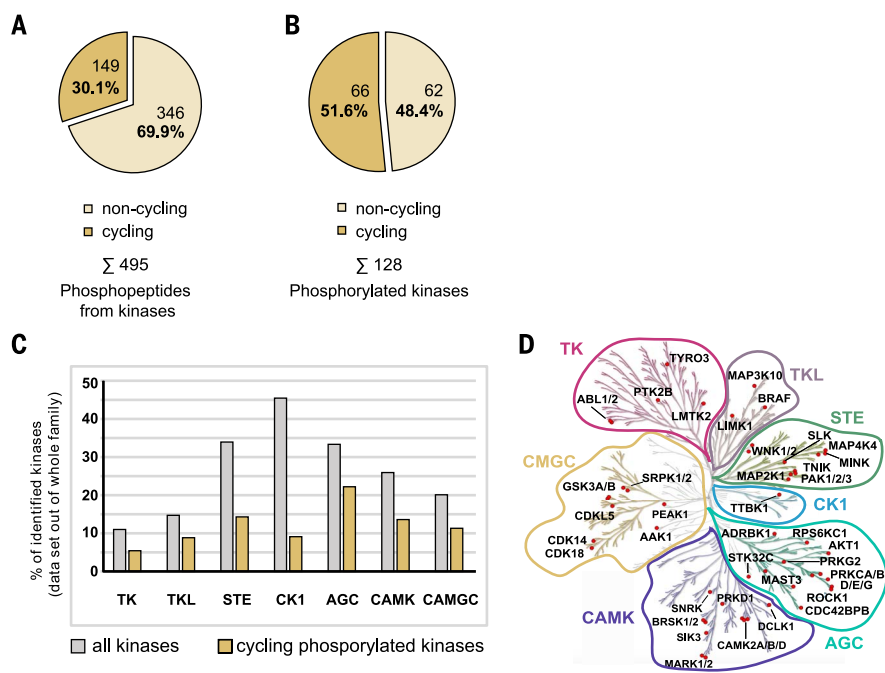 A
149
30.1%
346
69.9%
non-cycling
cycling
∑ 495
Phosphopeptides
from kinases
B
66
51.6%
62
48.4%
non-cycling
cycling
∑ 128
Phosphorylated kinases
C
% of identified kinases
(data set out of whole family)
50
40
30
20
10
0
TK
TKL
STE
CK1
AGC
CAMK
CAMGC
all kinases
cycling phosporylated kinases
D
TK
TYRO3
PTK2B
ABL1/2
LMTK2
TKL
MAP3K10
BRAF
LIMK1
STE
SLK
MAP4K4
WNK1/2
MINK
TNIK
MAP2K1
PAK1/2/3
CMGC
SRPK1/2
GSK3A/B
CDKL5
PEAK1
CDK14
AAK1
CDK18
CK1
TTBK1
ADRBK1
RPS6KC1
AKT1
STK32C
PRKG2
MAST3
PRKCA/B
D/E/G
ROCK1
CDC42BPB
AGC
CAMK
SNRK
PRKD1
BRSK1/2
DCLK1
SIK3
CAMK2A/B/D
MARK1/2